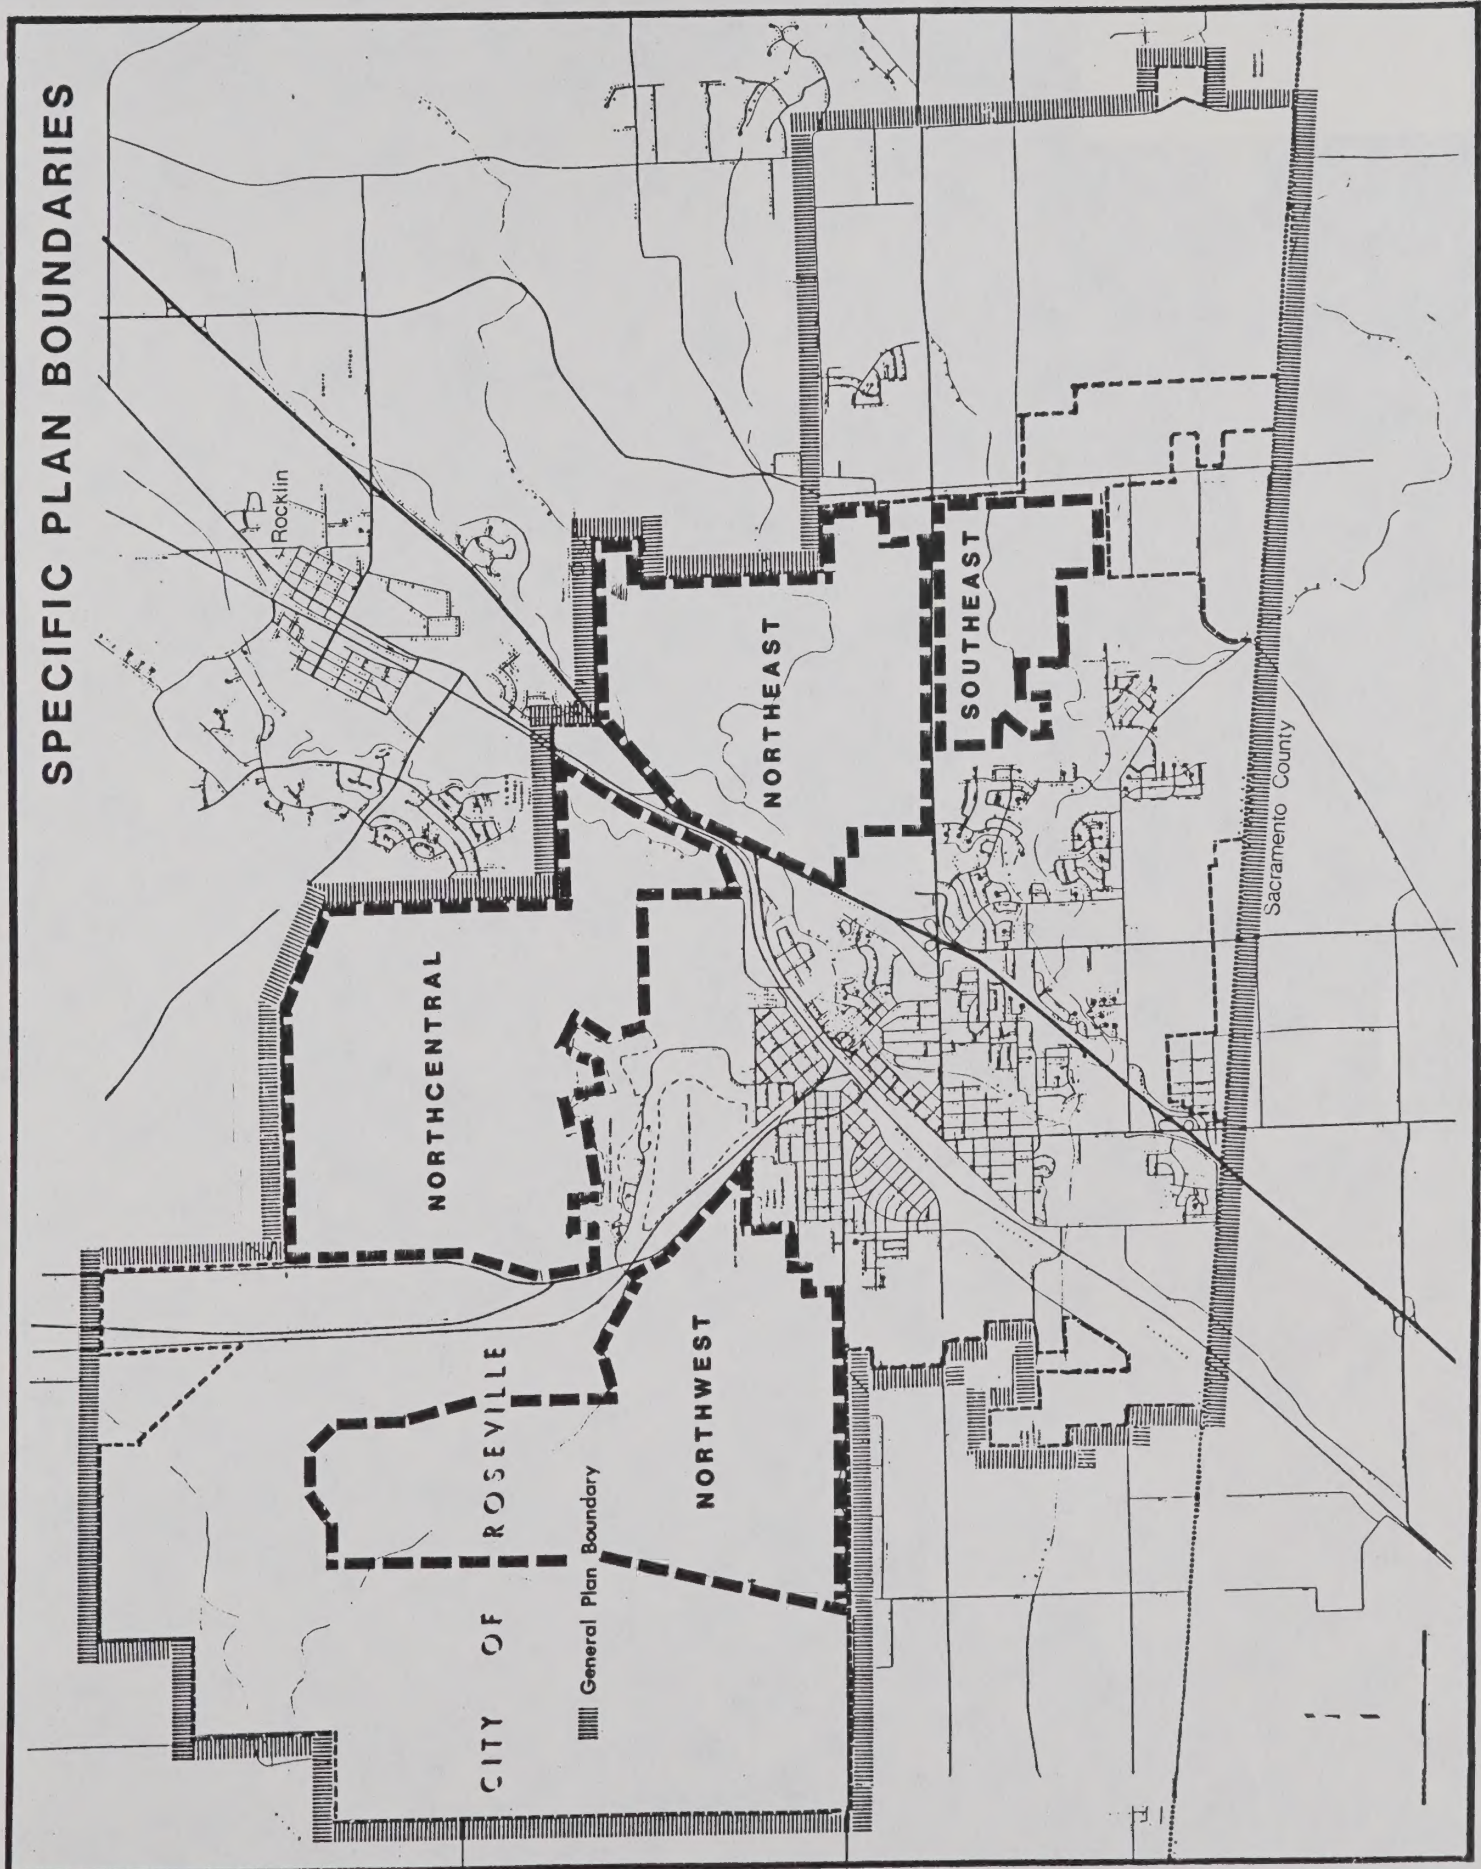 SPECIFIC PLAN BOUNDARIES
Rocklin
NORTHCENTRAL
NORTHEAST
SOUTHEAST
NORTHWEST
CITY OF ROSEVILLE
General Plan Boundary
Sacramento County